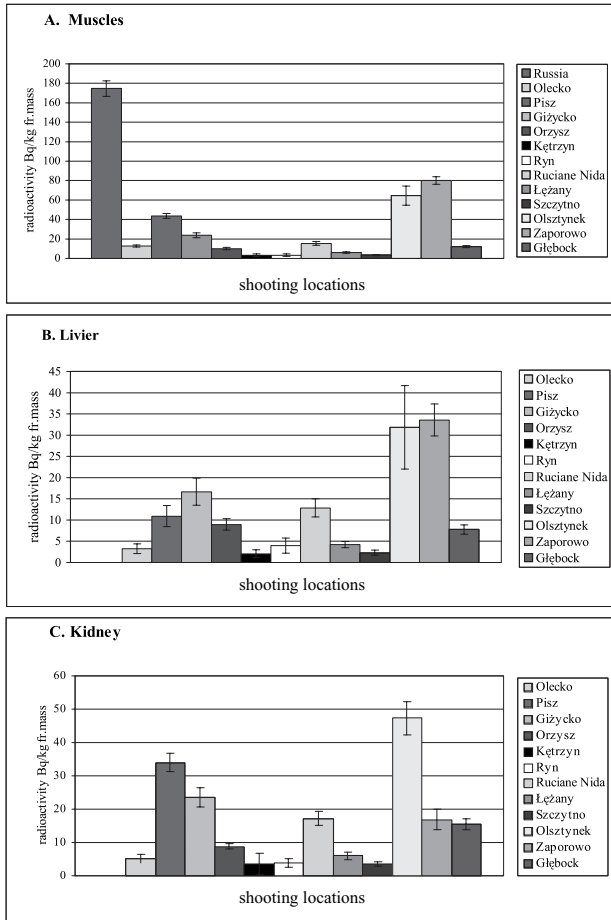 A. Muscles
radioactivity Bq/kg fr.mass
200
180
160
140
120
100
80
60
40
20
0
shooting locations
Russia
Olecko
Pisz
Giżycko
Orzysz
Kętrzyn
Ryn
Ruciane Nida
Łężany
Szczytno
Olsztynek
Zaporowo
Głębock
B. Livier
radioactivity Bq/kg fr.mass
45
40
35
30
25
20
15
10
5
0
shooting locations
Olecko
Pisz
Giżycko
Orzysz
Kętrzyn
Ryn
Ruciane Nida
Łężany
Szczytno
Olsztynek
Zaporowo
Głębock
C. Kidney
radioactivity Bq/kg fr.mass
60
50
40
30
20
10
0
shooting locations
Olecko
Pisz
Giżycko
Orzysz
Kętrzyn
Ryn
Ruciane Nida
Łężany
Szczytno
Olsztynek
Zaporowo
Głębock